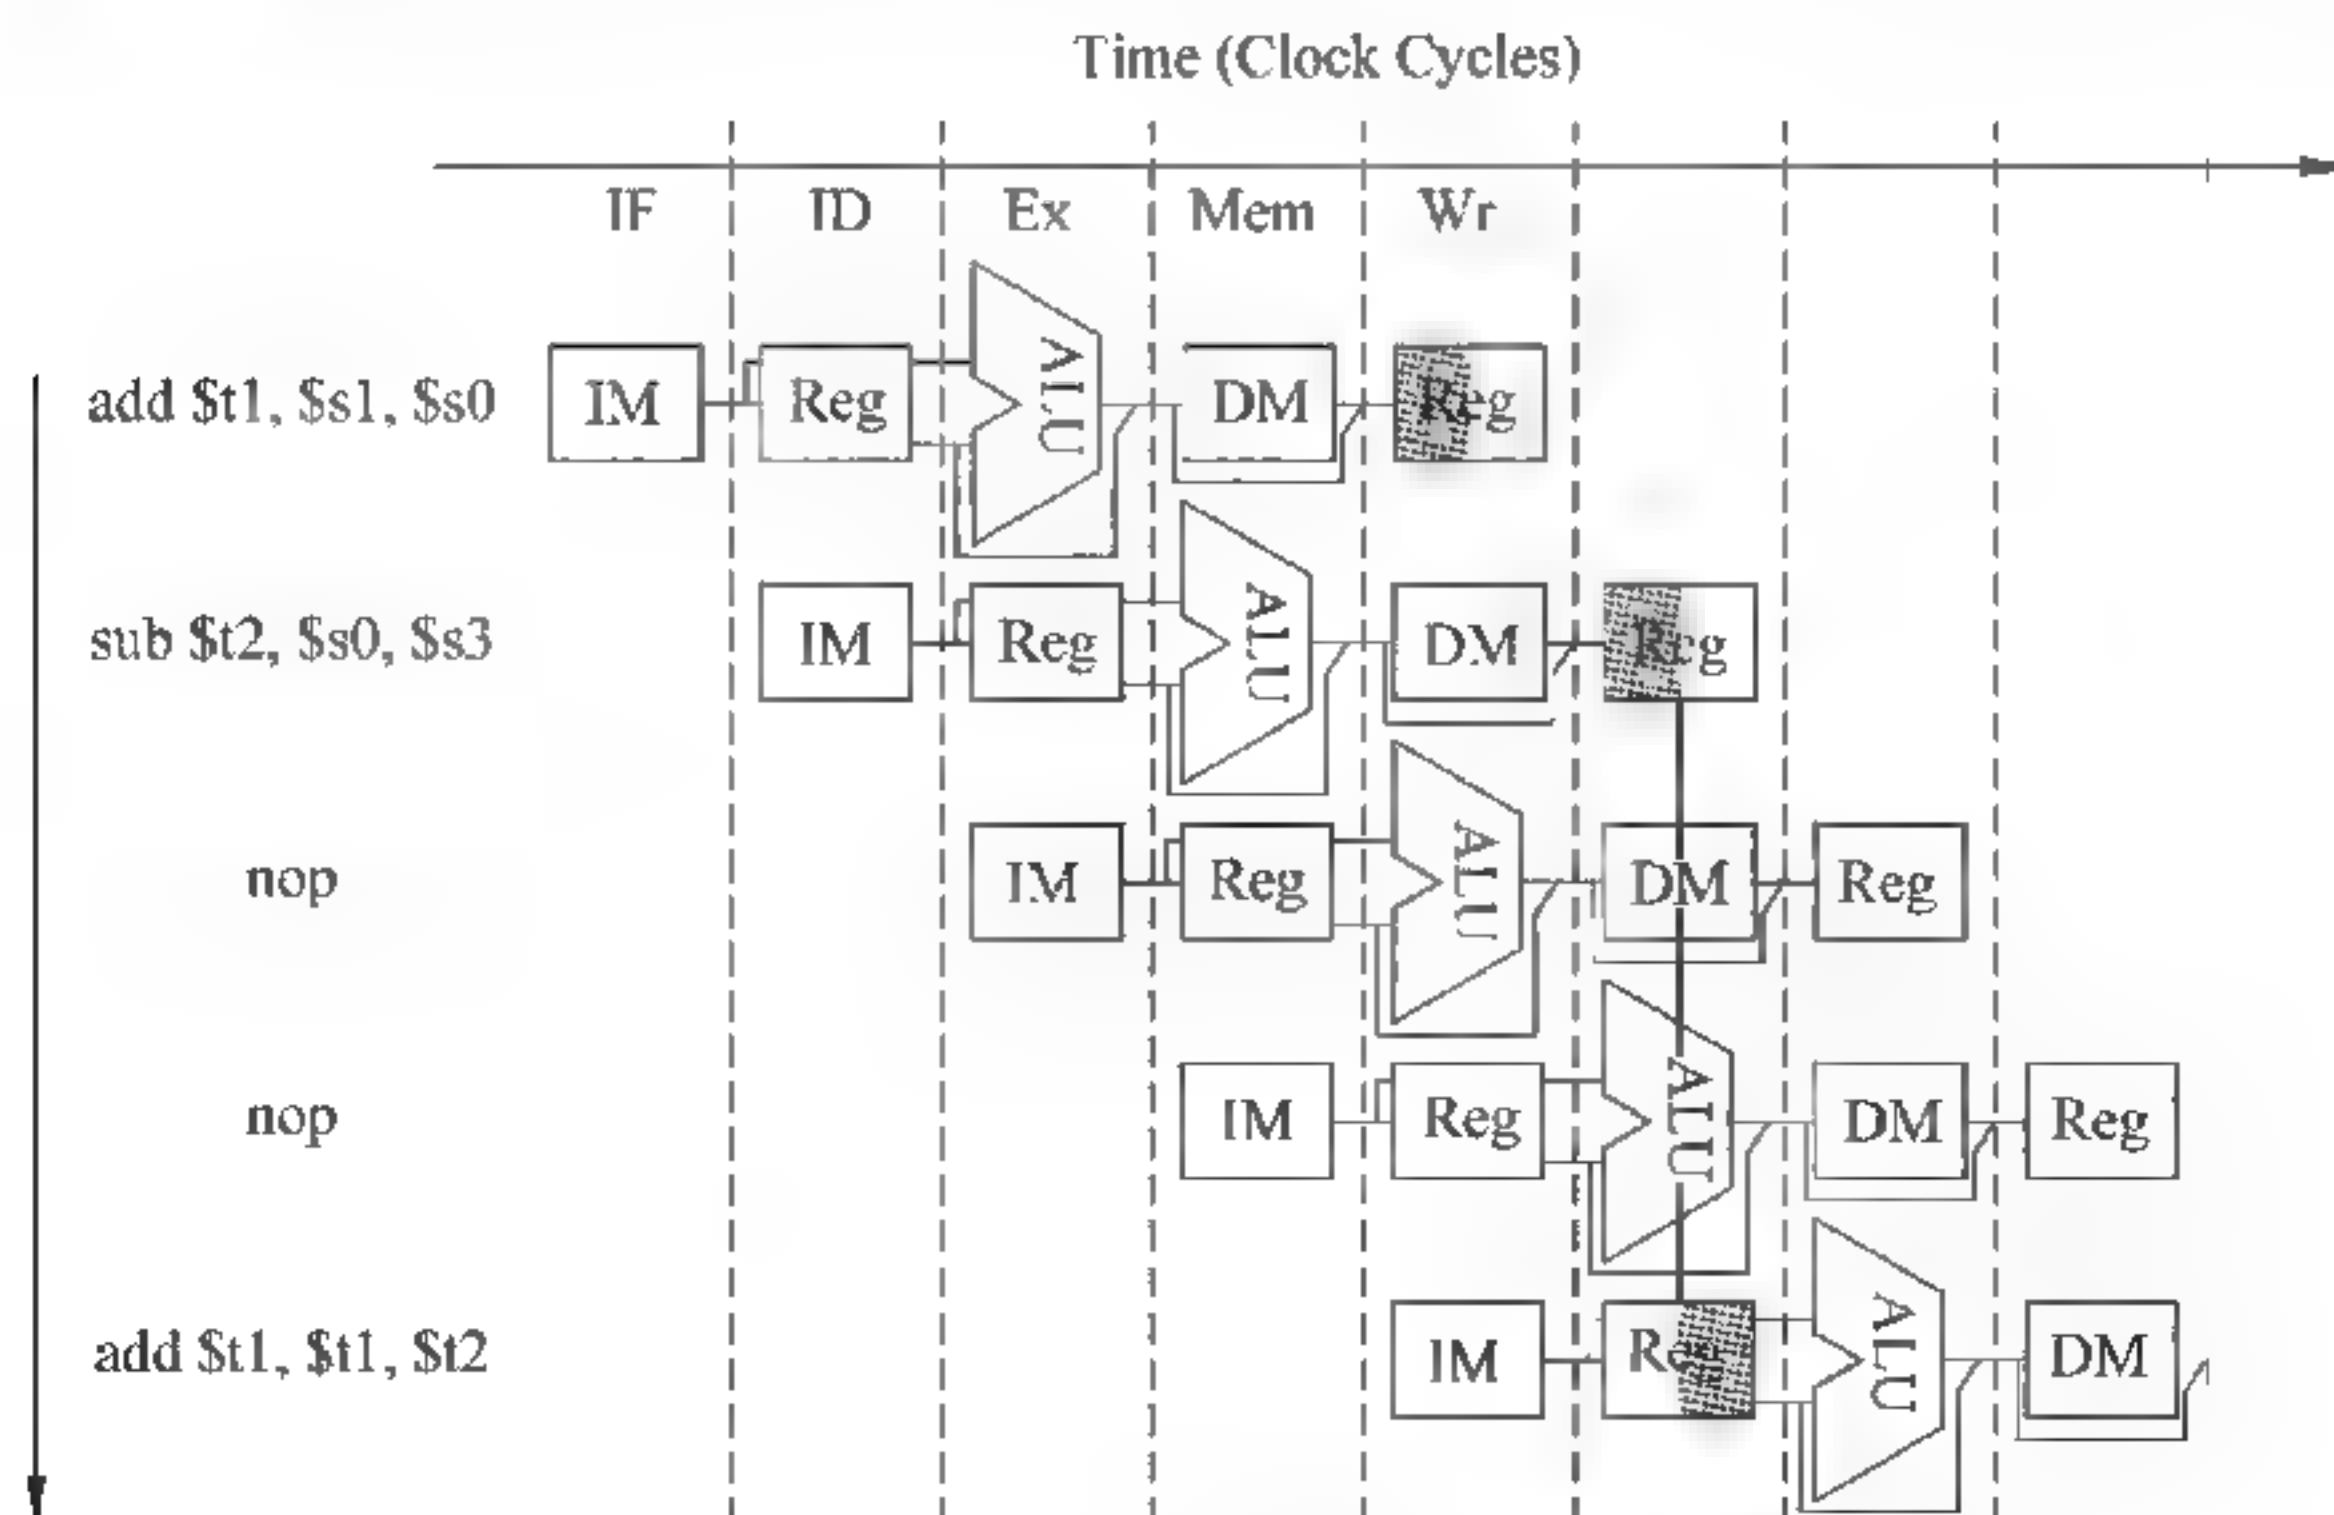 Time (Clock Cycles)
IF ID Ex Mem Wr
add $t1, $s1, $s0 IM Reg ALU DM Reg
sub $t2, $s0, $s3 IM Reg ALU DM Reg
nop IM Reg ALU DM Reg
nop IM Reg ALU DM Reg
add $t1, $t1, $t2 IM Reg ALU DM